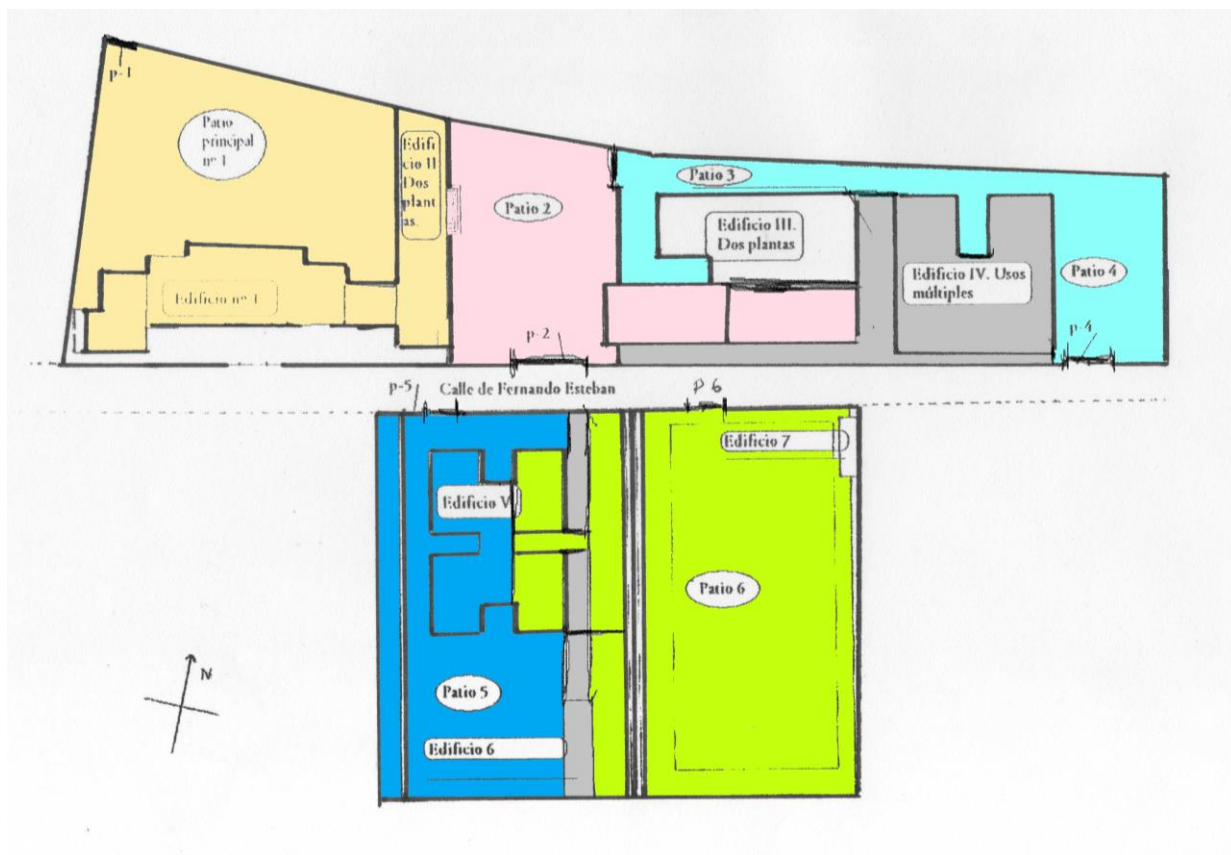 p-1
Patio
principal
nº 1
Edifi
cio II
Dos
plant
as.
Patio 2
Patio 3
Edificio III.
Dos plantas
Edificio IV. Usos
múltiples
Patio 4
Edificio nº 1
p-2
p-4
p-5
Calle de Fernando Esteban
P 6
Edificio 7
Edificio V
Patio 6
Patio 5
Edificio 6
N